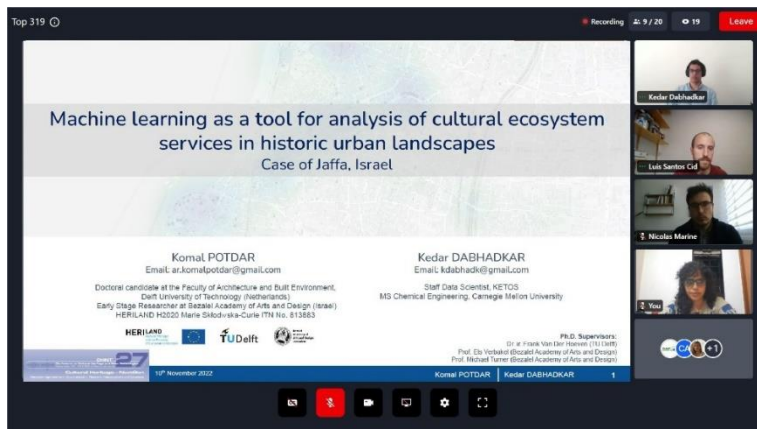 Top 319
Recording
9 / 20
19
Leave
Machine learning as a tool for analysis of cultural ecosystem
services in historic urban landscapes
Case of Jaffa, Israel
Komal POTDAR
Email: ar.komalpotdar@gmail.com
Doctoral candidate at the Faculty of Architecture and Built Environment,
Delft University of Technology (Netherlands)
Early Stage Researcher at Bezalel Academy of Arts and Design (Israel)
HERILAND H2020 Marie Skłodwska-Curie ITN No. 813883
Kedar DABHADKAR
Email: kdabhadk@gmail.com
Staff Data Scientist, KETOS
MS Chemical Engineering, Carnegie Mellon University
HERILAND
TUDelft
Ph.D. Supervisors:
Frank Van Der Hoeven (TU Delft)
Prof. Els Verbakel (Bezalel Academy of Arts and Design)
Prof. Michael Turner (Bezalel Academy of Arts and Design)
27
10th November 2022
Komal POTDAR
Kedar DABHADKAR
1
Kedar Dabhadkar
Luis Santos Cid
Nicolas Marine
You
CA
+1